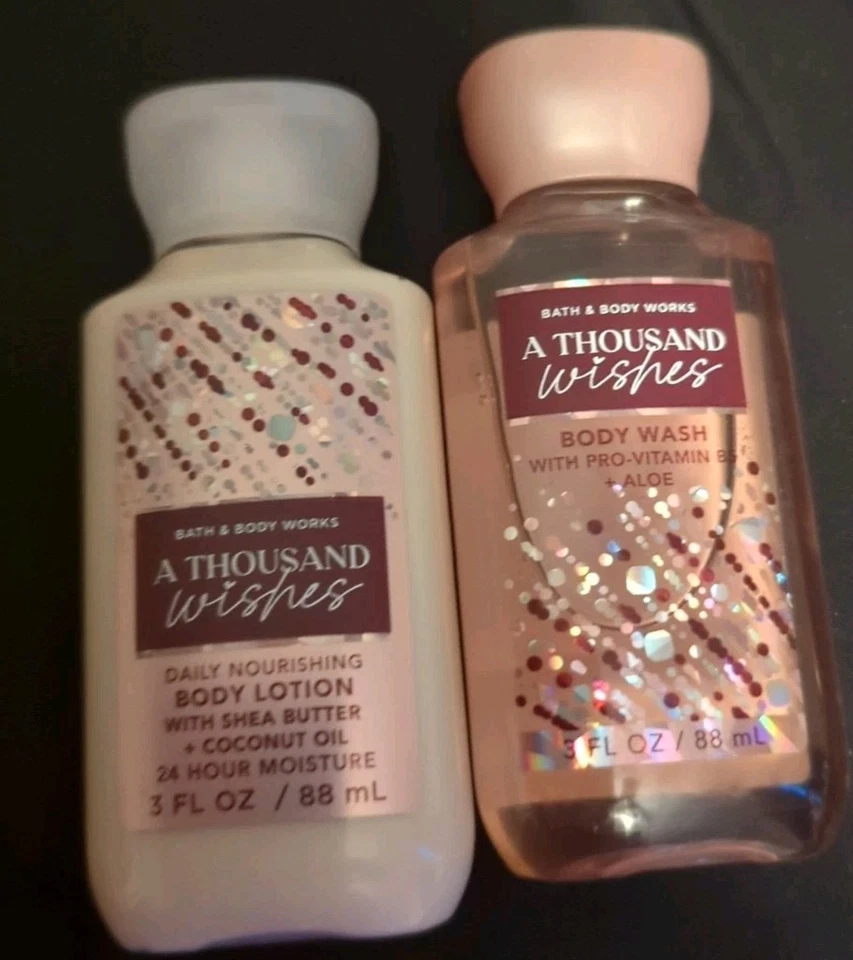 BATH & BODY WORKS
A THOUSAND
wishes
DAILY NOURISHING
BODY LOTION
WITH SHEA BUTTER
+ COCONUT OIL
24 HOUR MOISTURE
3 FL OZ / 88 mL
BATH & BODY WORKS
A THOUSAND
wishes
BODY WASH
WITH PRO-VITAMIN B5
+ ALOE
3 FL OZ / 88 mL